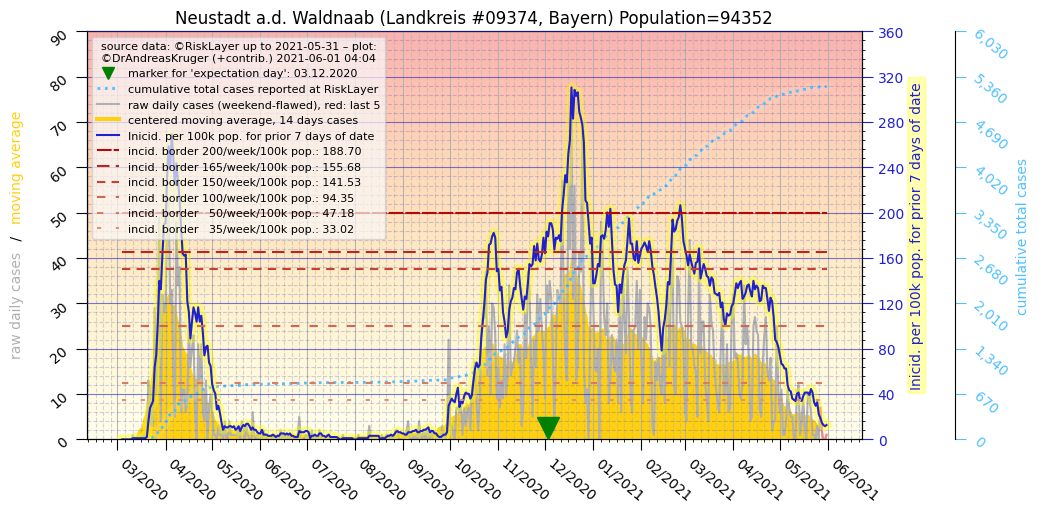 Neustadt a.d. Waldnaab (Landkreis #09374, Bayern) Population=94352
source data: ©RiskLayer up to 2021-05-31 – plot:
©DrAndreasKruger (+contrib.) 2021-06-01 04:04
marker for 'expectation day': 03.12.2020
cumulative total cases reported at RiskLayer
raw daily cases (weekend-flawed), red: last 5
centered moving average, 14 days cases
Inicid. per 100k pop. for prior 7 days of date
incid. border 200/week/100k pop.: 188.70
incid. border 165/week/100k pop.: 155.68
incid. border 150/week/100k pop.: 141.53
incid. border 100/week/100k pop.: 94.35
incid. border 50/week/100k pop.: 47.18
incid. border 35/week/100k pop.: 33.02
raw daily cases / moving average
90
80
70
60
50
40
30
20
10
0
360
320
280
240
200
160
120
80
40
0
Inicid. per 100k pop. for prior 7 days of date
6,030
5,360
4,690
4,020
3,350
2,680
2,010
1,340
670
0
cumulative total cases
03/2020
04/2020
05/2020
06/2020
07/2020
08/2020
09/2020
10/2020
11/2020
12/2020
01/2021
02/2021
03/2021
04/2021
05/2021
06/2021